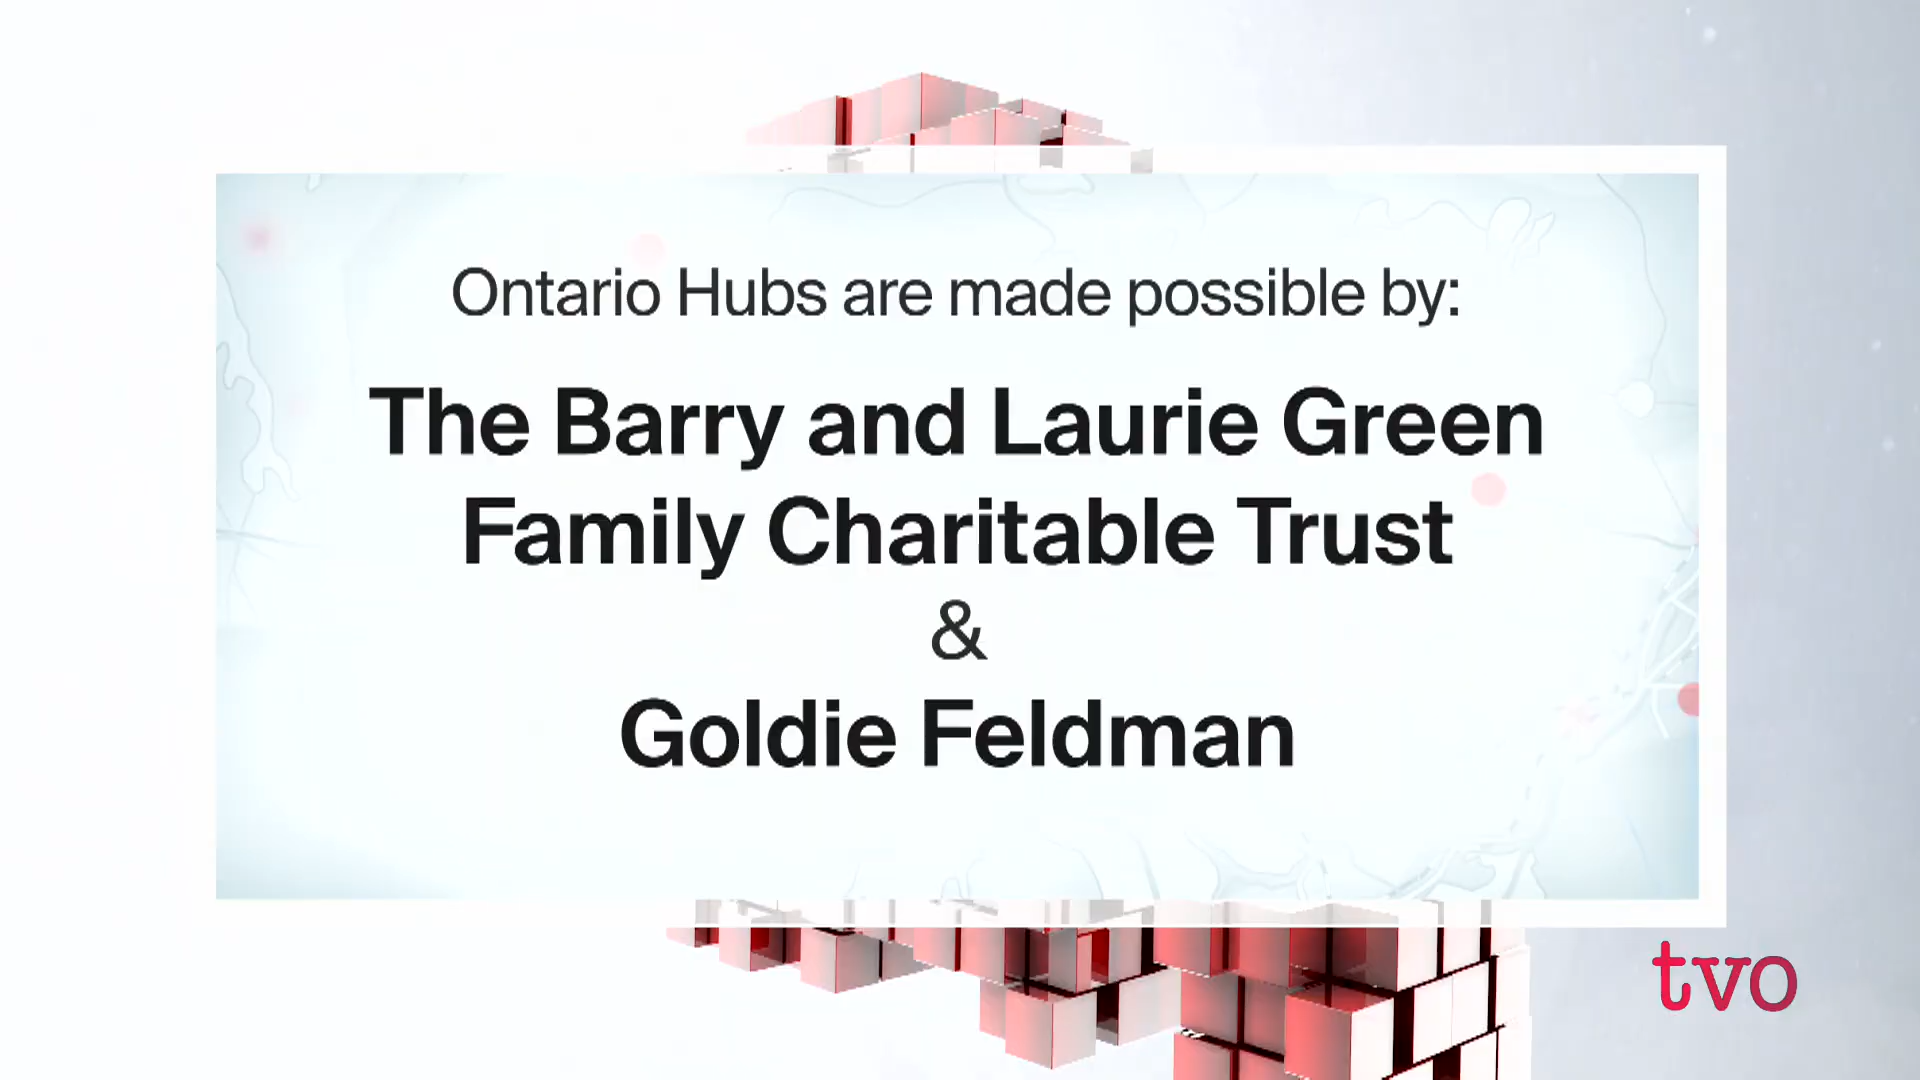 Ontario Hubs are made possible by:
The Barry and Laurie Green
Family Charitable Trust
&
Goldie Feldman
tvo